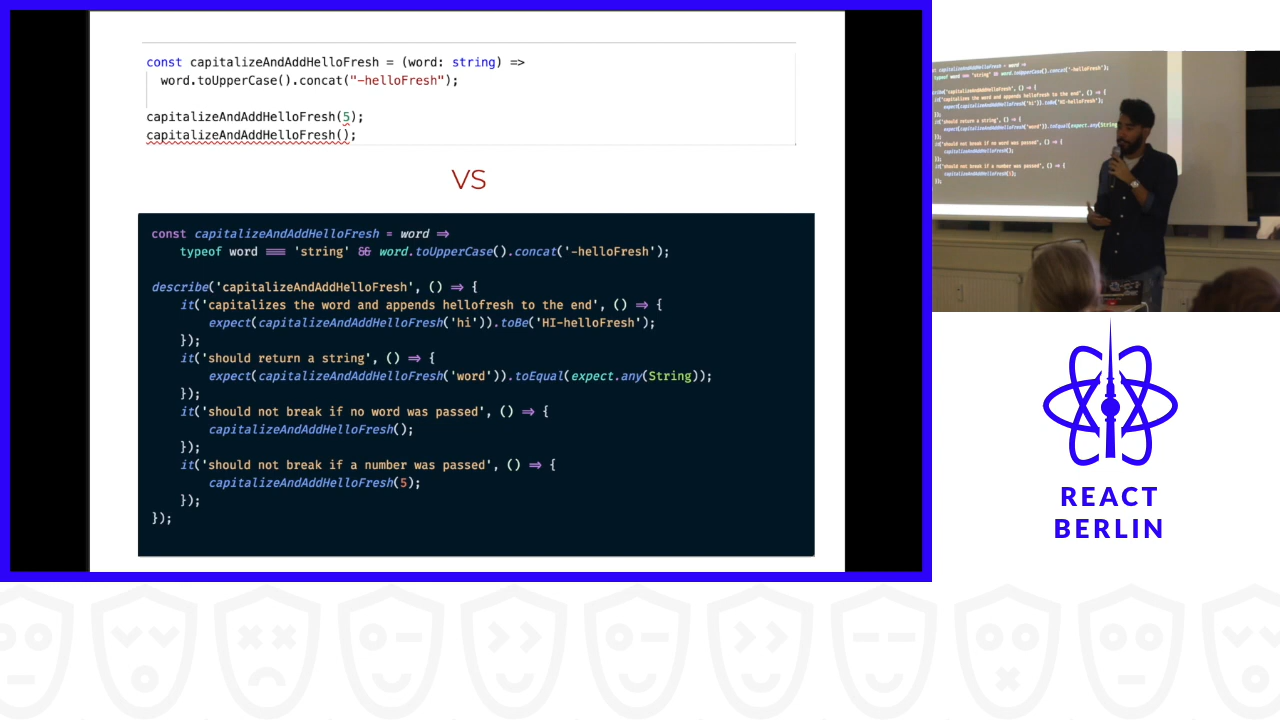 const capitalizeAndAddHelloFresh = (word: string) =>
  word.toUpperCase().concat("-helloFresh");
capitalizeAndAddHelloFresh(5);
capitalizeAndAddHelloFresh();
VS
const capitalizeAndAddHelloFresh = word =>
    typeof word === 'string' && word.toUpperCase().concat('-helloFresh');
describe('capitalizeAndAddHelloFresh', () => {
    it('capitalizes the word and appends hellofresh to the end', () => {
        expect(capitalizeAndAddHelloFresh('hi')).toBe('HI-helloFresh');
    });
    it('should return a string', () => {
        expect(capitalizeAndAddHelloFresh('word')).toEqual(expect.any(String));
    });
    it('should not break if no word was passed', () => {
        capitalizeAndAddHelloFresh();
    });
    it('should not break if a number was passed', () => {
        capitalizeAndAddHelloFresh(5);
    });
});
REACT
BERLIN